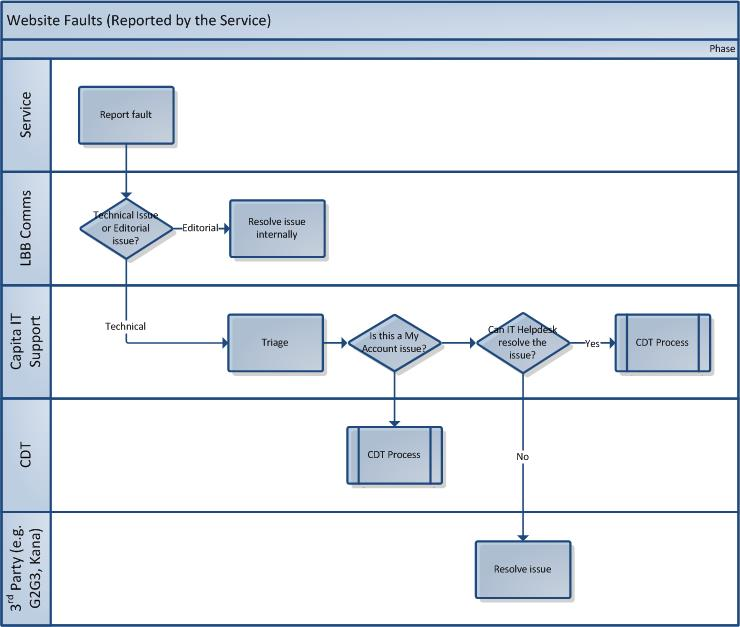 Website Faults (Reported by the Service)
Phase
Service
Report fault
LBB Comms
Technical Issue
or Editorial
issue?
Editorial
Resolve issue
internally
Technical
Capita IT
Support
Triage
Is this a My
Account issue?
Can IT Helpdesk
resolve the
issue?
Yes
CDT Process
CDT
CDT Process
No
3rd Party (e.g.
G2G3, Kana)
Resolve issue